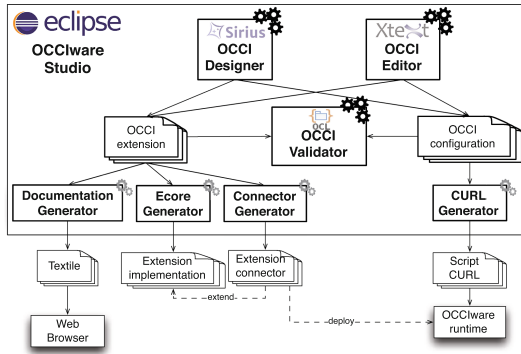 eclipse
OCCIware
Studio
Sirius
OCCI
Designer
Xtext
OCCI
Editor
OCCI
extension
OCL
OCCI
Validator
OCCI
configuration
Documentation
Generator
Ecore
Generator
Connector
Generator
CURL
Generator
Textile
Extension
implementation
Extension
connector
Script
CURL
extend
deploy
Web
Browser
OCCIware
runtime